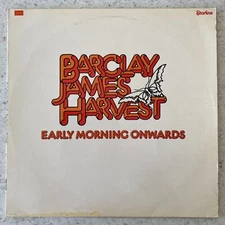 Starline
BARCLAY
JAMES
HARVEST
EARLY MORNING ONWARDS